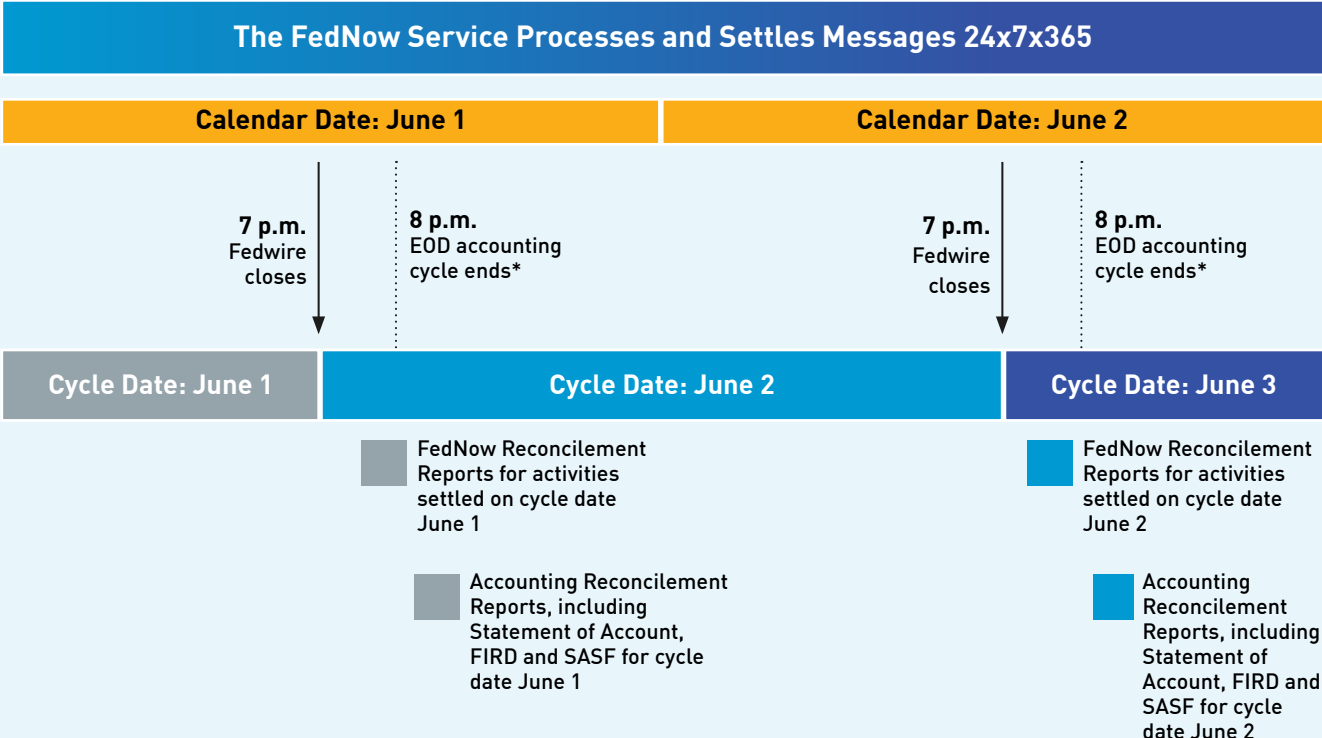 The FedNow Service Processes and Settles Messages 24x7x365
Calendar Date: June 1
Calendar Date: June 2
7 p.m.
Fedwire
closes
8 p.m.
EOD accounting
cycle ends*
7 p.m.
Fedwire
closes
8 p.m.
EOD accounting
cycle ends*
Cycle Date: June 1
Cycle Date: June 2
Cycle Date: June 3
FedNow Reconcilement
Reports for activities
settled on cycle date
June 1
FedNow Reconcilement
Reports for activities
settled on cycle date
June 2
Accounting Reconcilement
Reports, including
Statement of Account,
FIRD and SASF for cycle
date June 1
Accounting
Reconcilement
Reports, including
Statement of
Account, FIRD and
SASF for cycle
date June 2